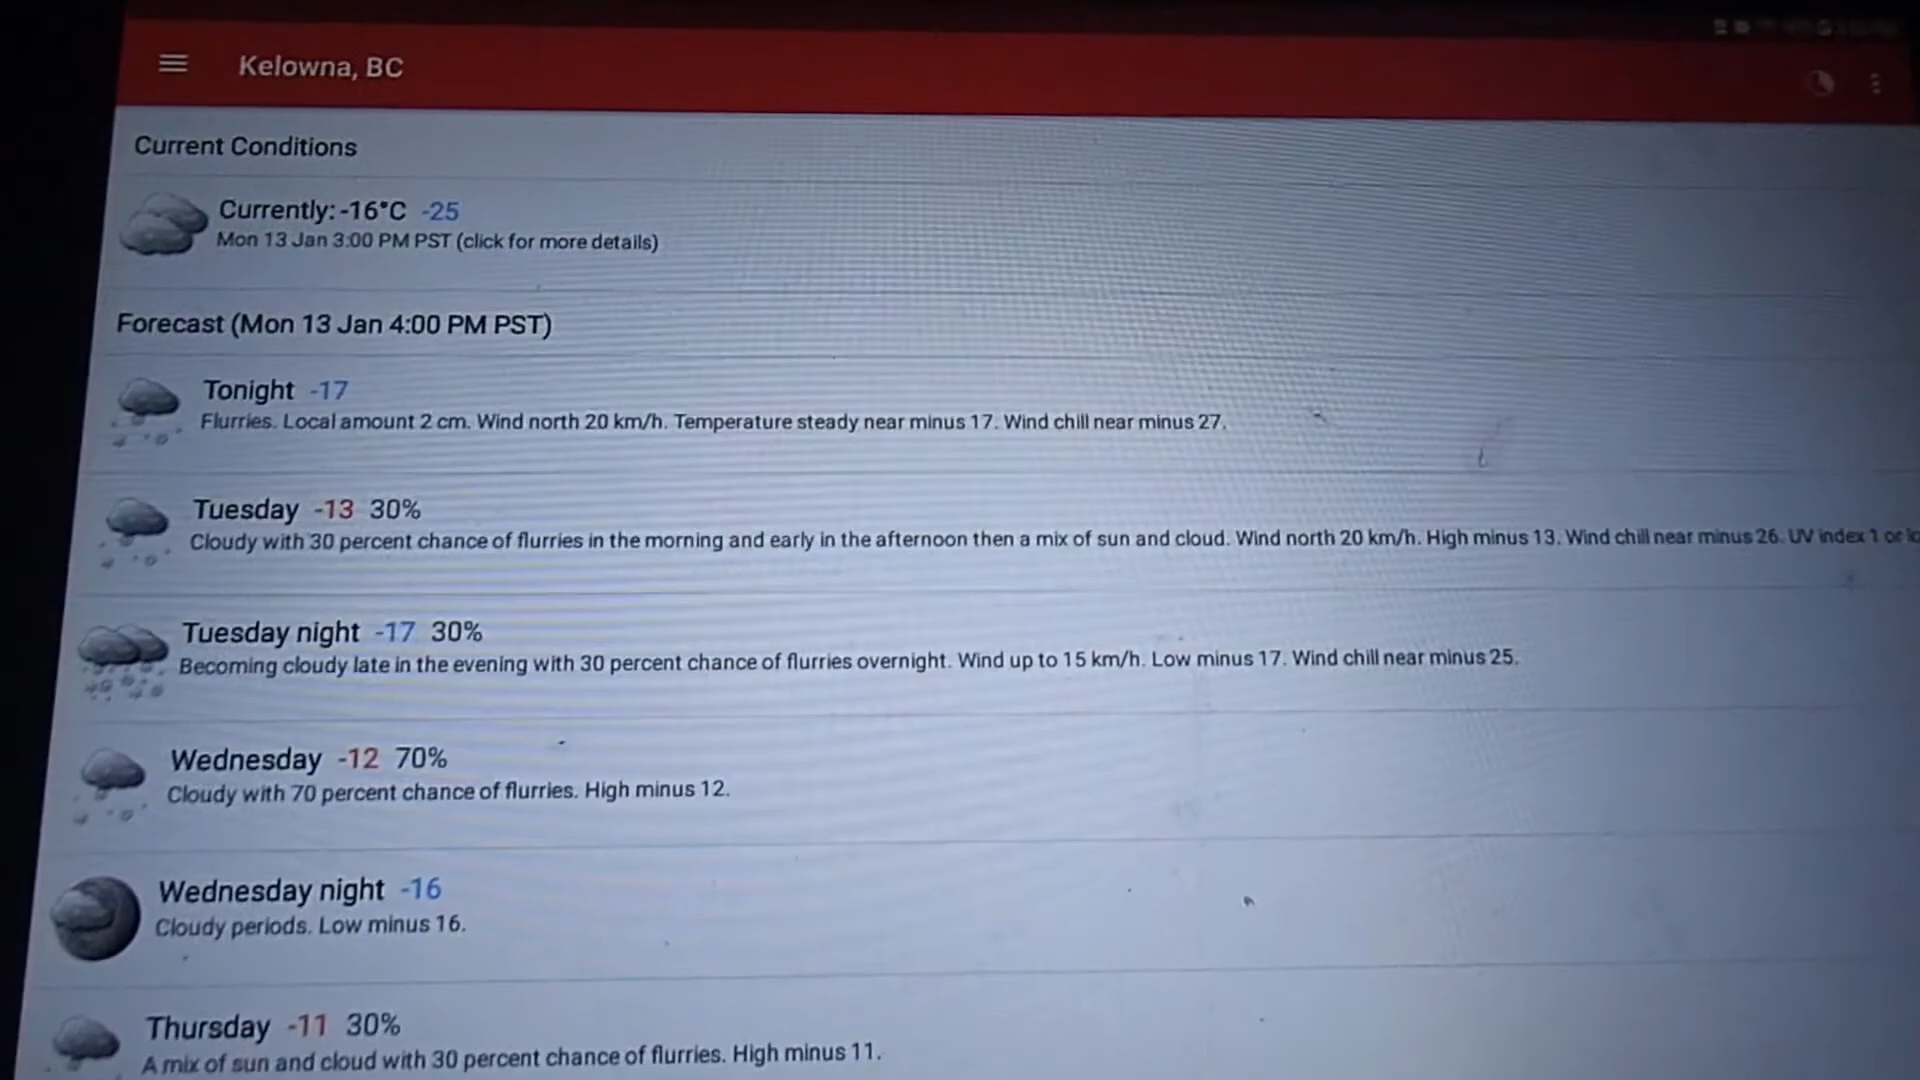 Kelowna, BC
Current Conditions
Currently: -16°C -25
Mon 13 Jan 3:00 PM PST (click for more details)
Forecast (Mon 13 Jan 4:00 PM PST)
Tonight -17
Flurries. Local amount 2 cm. Wind north 20 km/h. Temperature steady near minus 17. Wind chill near minus 27.
Tuesday -13 30%
Cloudy with 30 percent chance of flurries in the morning and early in the afternoon then a mix of sun and cloud. Wind north 20 km/h. High minus 13. Wind chill near minus 26. UV index 1 or
Tuesday night -17 30%
Becoming cloudy late in the evening with 30 percent chance of flurries overnight. Wind up to 15 km/h. Low minus 17. Wind chill near minus 25.
Wednesday -12 70%
Cloudy with 70 percent chance of flurries. High minus 12.
Wednesday night -16
Cloudy periods. Low minus 16.
Thursday -11 30%
A mix of sun and cloud with 30 percent chance of flurries. High minus 11.